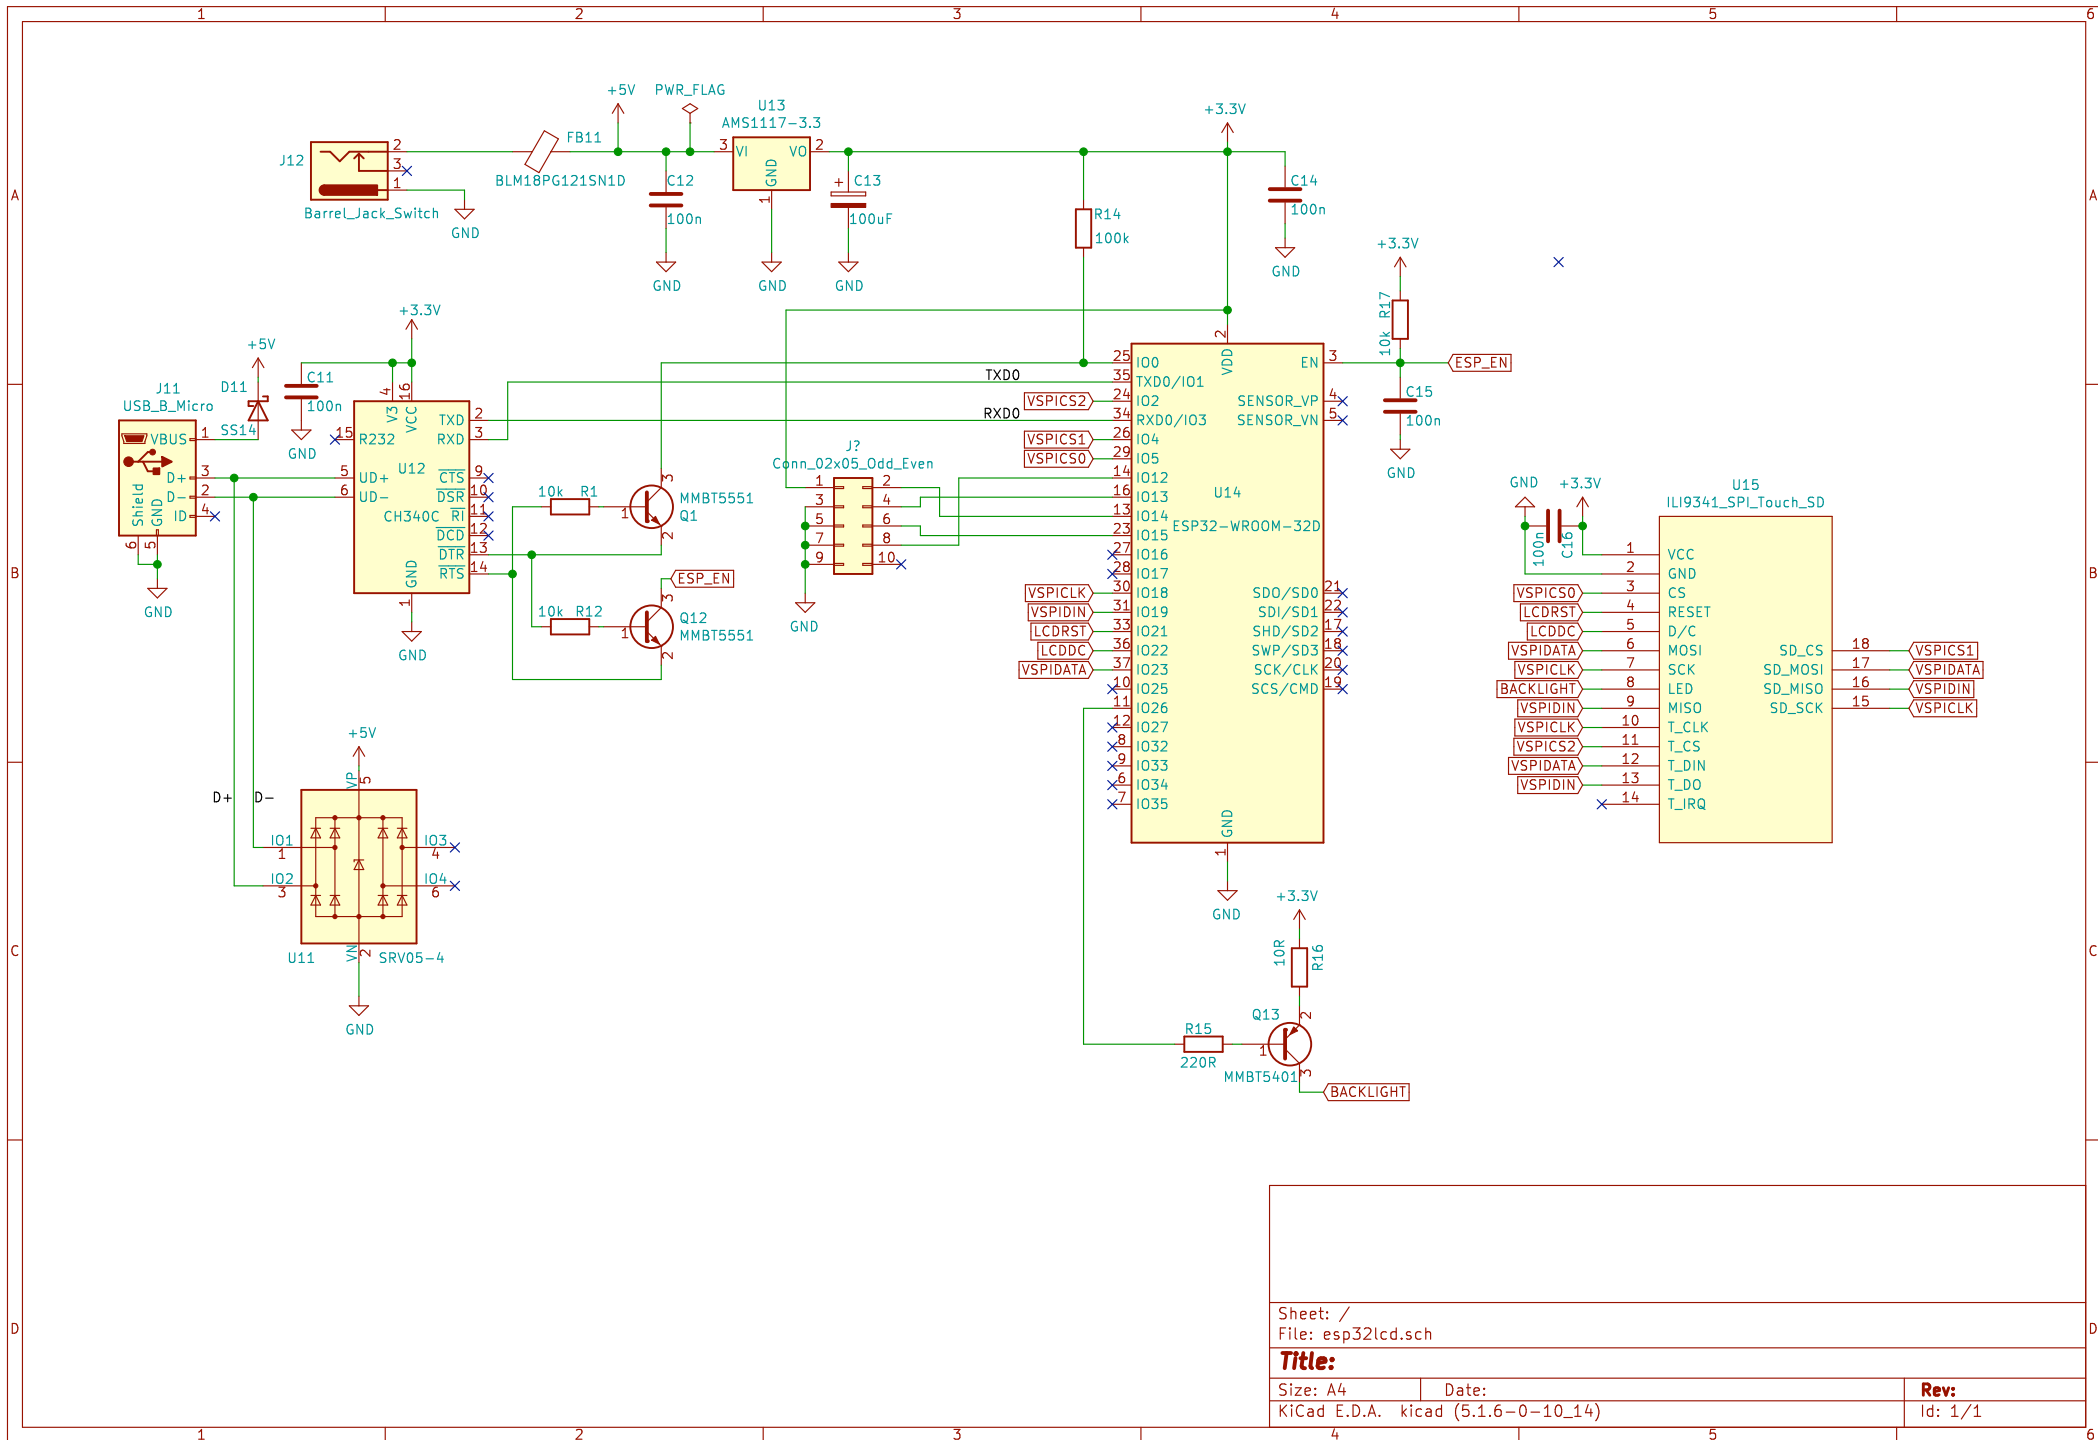 1 2 3 4 5 6
A
B
C
D
A
B
C
D
1 2 3 4 5 6
J12
Barrel_Jack_Switch
2
3
1
GND
FB11
BLM18PG121SN1D
+5V
PWR_FLAG
C12
100n
GND
U13
AMS1117-3.3
3 VI
VO 2
GND
1
GND
+ C13
100uF
GND
R14
100k
+3.3V
C14
100n
GND
+3.3V
R17
10k
EN 3
ESP_EN
C15
100n
GND
+3.3V
+5V
D11
SS14
C11
100n
GND
J11
USB_B_Micro
VBUS 1
D+ 3
D- 2
ID 4
Shield
GND
6
5
GND
U12
CH340C
4
16
V3
VCC
15 R232
5 UD+
6 UD-
TXD 2
RXD 3
CTS 9
DSR 10
RI 11
DCD 12
DTR 13
RTS 14
GND
1
GND
10k R1
1
3
2
MMBT5551
Q1
10k R12
1
3
2
Q12
MMBT5551
ESP_EN
TXD0
RXD0
J?
Conn_02x05_Odd_Even
1 2
3 4
5 6
7 8
9 10
GND
+5V
D+ D-
VP
5
IO1
1
IO2
3
IO3
4
IO4
6
U11
VN
2
SRV05-4
GND
U14
ESP32-WROOM-32D
2
VDD
25 IO0
35 TXD0/IO1
VSPICS2 24 IO2
34 RXD0/IO3
VSPICS1 26 IO4
VSPICS0 29 IO5
14 IO12
16 IO13
13 IO14
23 IO15
27 IO16
28 IO17
VSPICLK 30 IO18
VSPIDIN 31 IO19
LCDRST 33 IO21
LCDDC 36 IO22
VSPIDATA 37 IO23
10 IO25
11 IO26
12 IO27
8 IO32
9 IO33
6 IO34
7 IO35
SENSOR_VP 4
SENSOR_VN 5
SDO/SD0 21
SDI/SD1 22
SHD/SD2 17
SWP/SD3 18
SCK/CLK 20
SCS/CMD 19
GND
1
GND
+3.3V
10R
R16
Q13
2
R15
220R
1
MMBT5401
3
BACKLIGHT
GND
+3.3V
100n
C16
U15
ILI9341_SPI_Touch_SD
1 VCC
2 GND
VSPICS0 3 CS
LCDRST 4 RESET
LCDDC 5 D/C
VSPIDATA 6 MOSI
VSPICLK 7 SCK
BACKLIGHT 8 LED
VSPIDIN 9 MISO
VSPICLK 10 T_CLK
VSPICS2 11 T_CS
VSPIDATA 12 T_DIN
VSPIDIN 13 T_DO
14 T_IRQ
SD_CS 18 VSPICS1
SD_MOSI 17 VSPIDATA
SD_MISO 16 VSPIDIN
SD_SCK 15 VSPICLK
Sheet: /
File: esp32lcd.sch
Title:
Size: A4 Date: Rev:
KiCad E.D.A. kicad (5.1.6-0-10_14) Id: 1/1